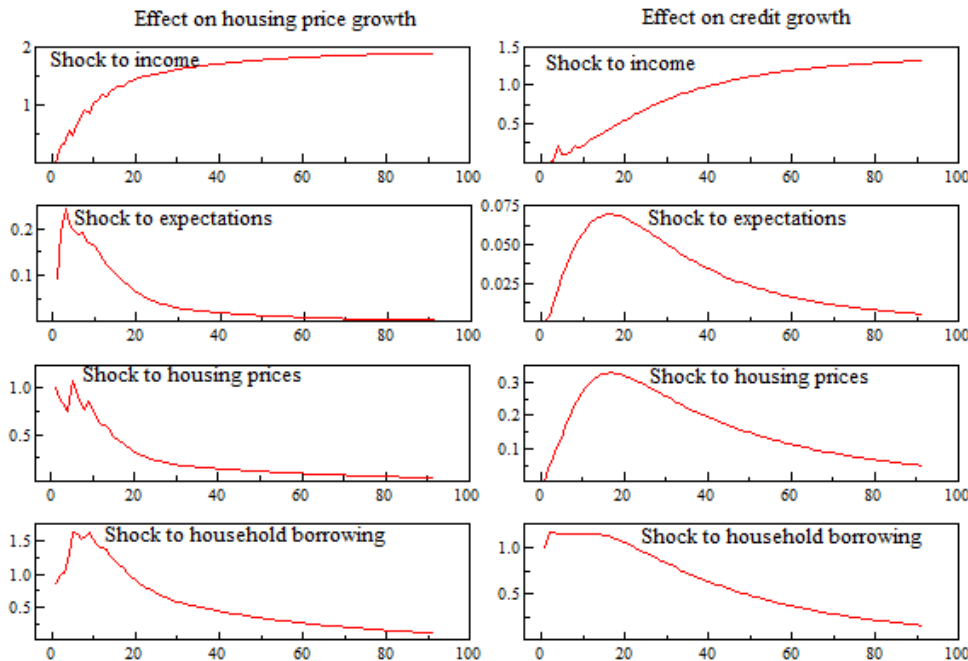 Effect on housing price growth
Effect on credit growth
2
1
Shock to income
0 20 40 60 80 100
1.5
1.0
0.5
Shock to income
0 20 40 60 80 100
0.2
0.1
Shock to expectations
0 20 40 60 80 100
0.075
0.050
0.025
Shock to expectations
0 20 40 60 80 100
1.0
0.5
Shock to housing prices
0 20 40 60 80 100
0.3
0.2
0.1
Shock to housing prices
0 20 40 60 80 100
1.5
1.0
0.5
Shock to household borrowing
0 20 40 60 80 100
1.0
0.5
Shock to household borrowing
0 20 40 60 80 100